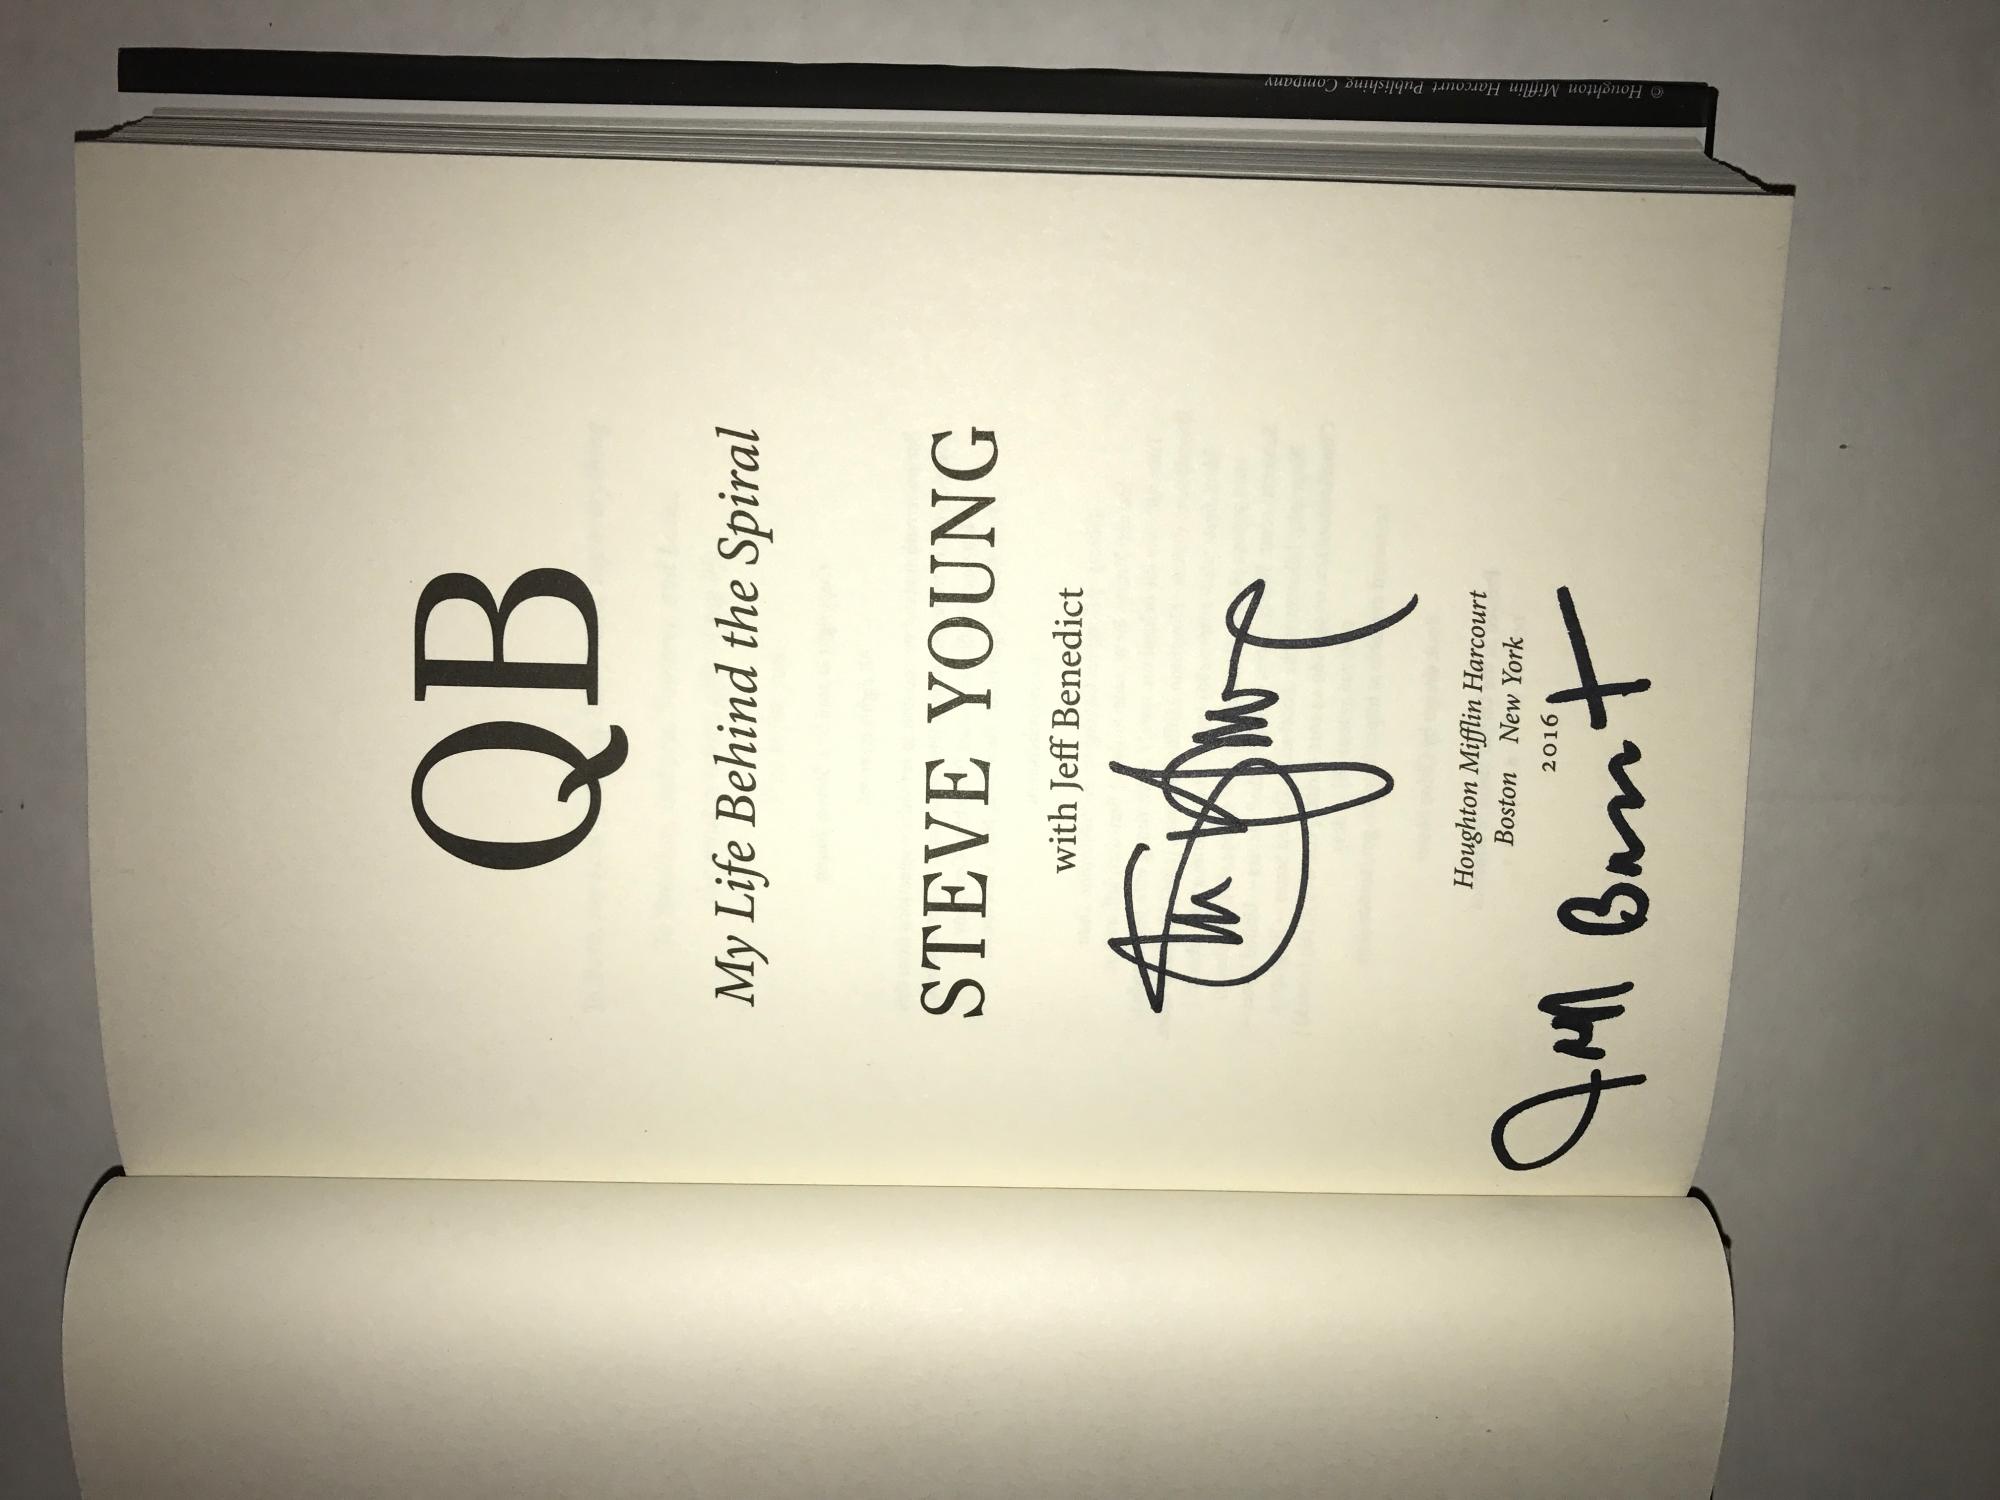 QB
My Life Behind the Spiral
STEVE YOUNG
with Jeff Benedict
Houghton Mifflin Harcourt
Boston New York
2016
© Houghton Mifflin Harcourt Publishing Company